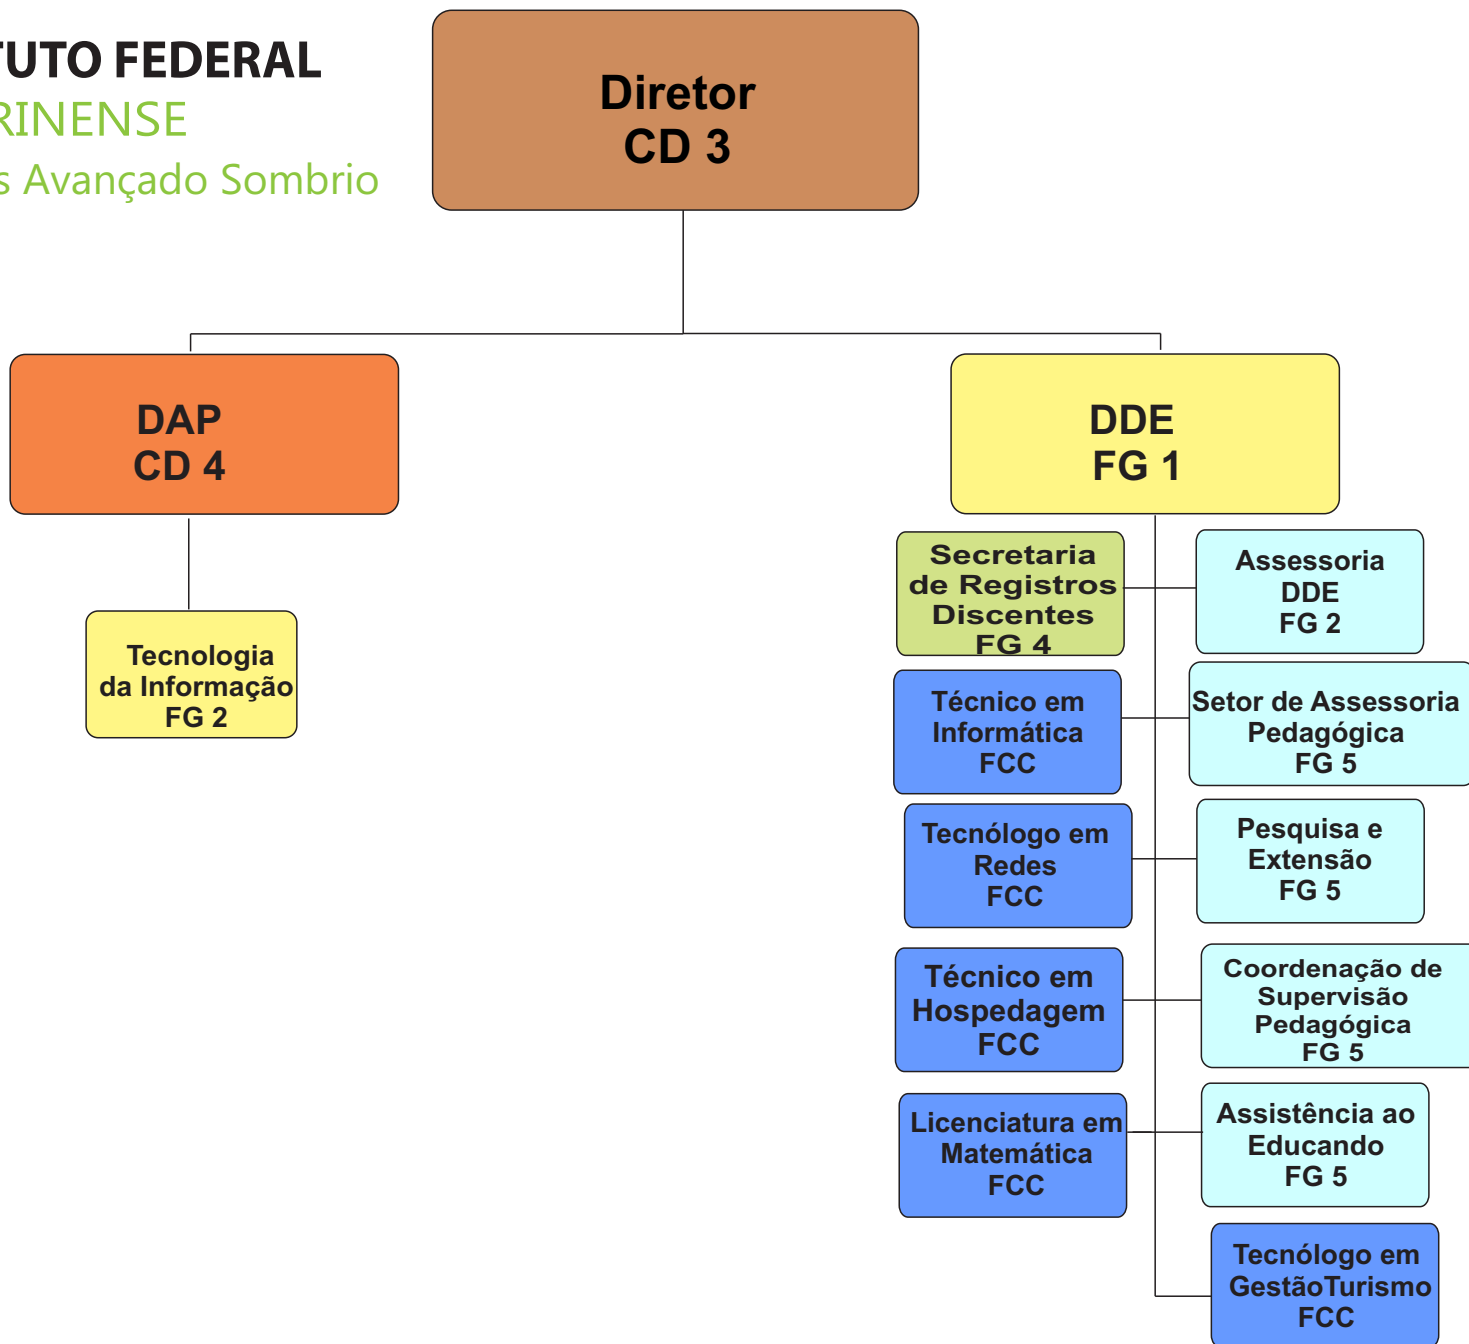 TUTO FEDERAL
RINENSE
s Avançado Sombrio
Diretor
CD 3
DAP
CD 4
DDE
FG 1
Tecnologia
da Informação
FG 2
Secretaria
de Registros
Discentes
FG 4
Assessoria
DDE
FG 2
Técnico em
Informática
FCC
Setor de Assessoria
Pedagógica
FG 5
Tecnólogo em
Redes
FCC
Pesquisa e
Extensão
FG 5
Técnico em
Hospedagem
FCC
Coordenação de
Supervisão
Pedagógica
FG 5
Licenciatura em
Matemática
FCC
Assistência ao
Educando
FG 5
Tecnólogo em
GestãoTurismo
FCC